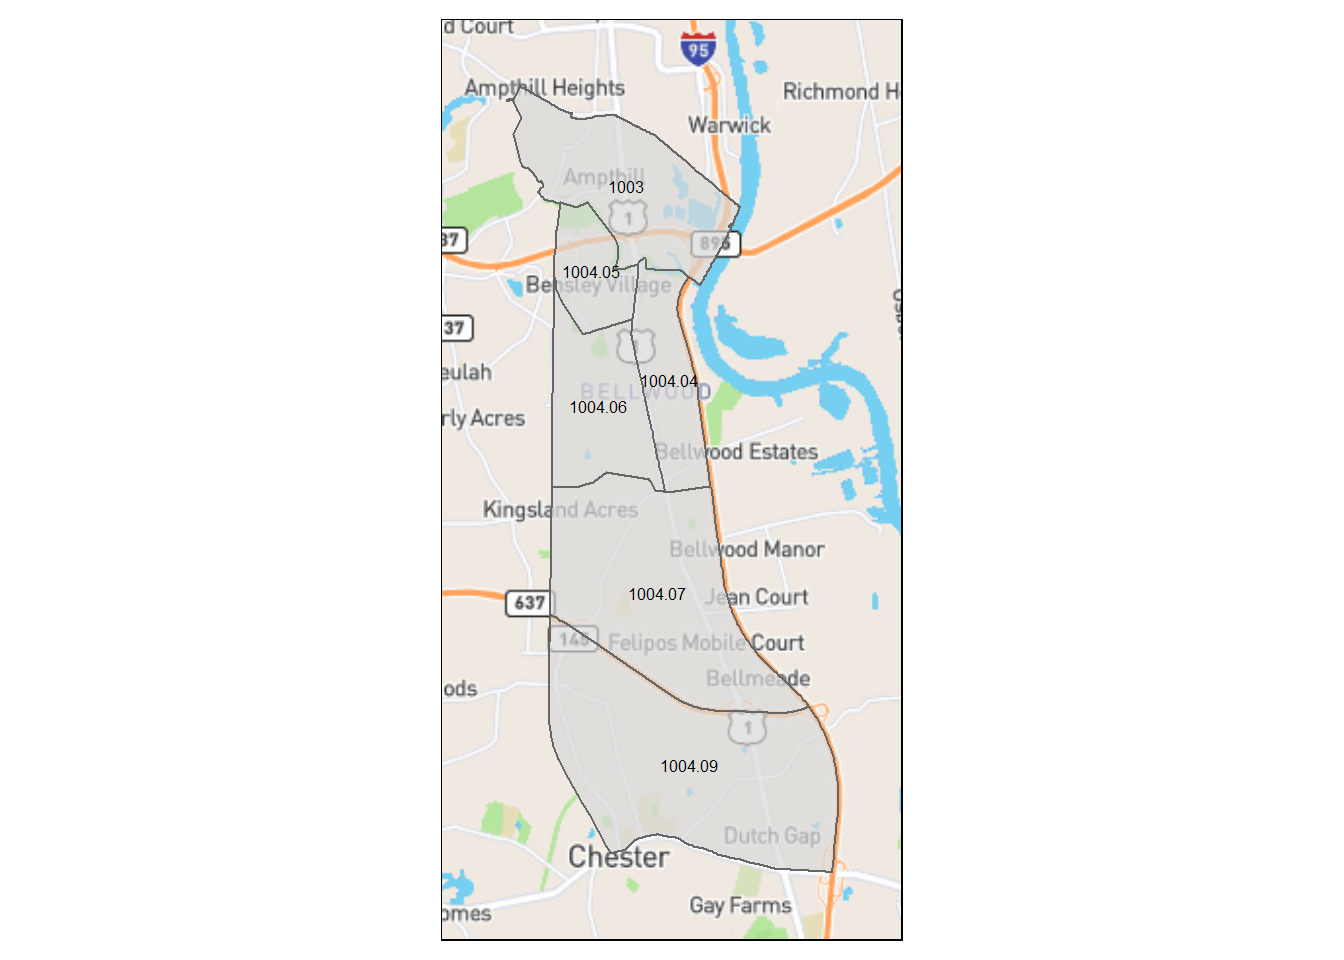 d Court
95
Ampthill Heights
Richmond H
Warwick
Ampthill
1003
1
37
895
1004.05
Bensley Village
37
1
eulah
1004.04
BELLWOOD
1004.06
rly Acres
Bellwood Estates
Kingsland Acres
Bellwood Manor
1004.07
Jean Court
637
145
Felipos Mobile Court
Bellmeade
ods
1
1004.09
Dutch Gap
Chester
Gay Farms
omes